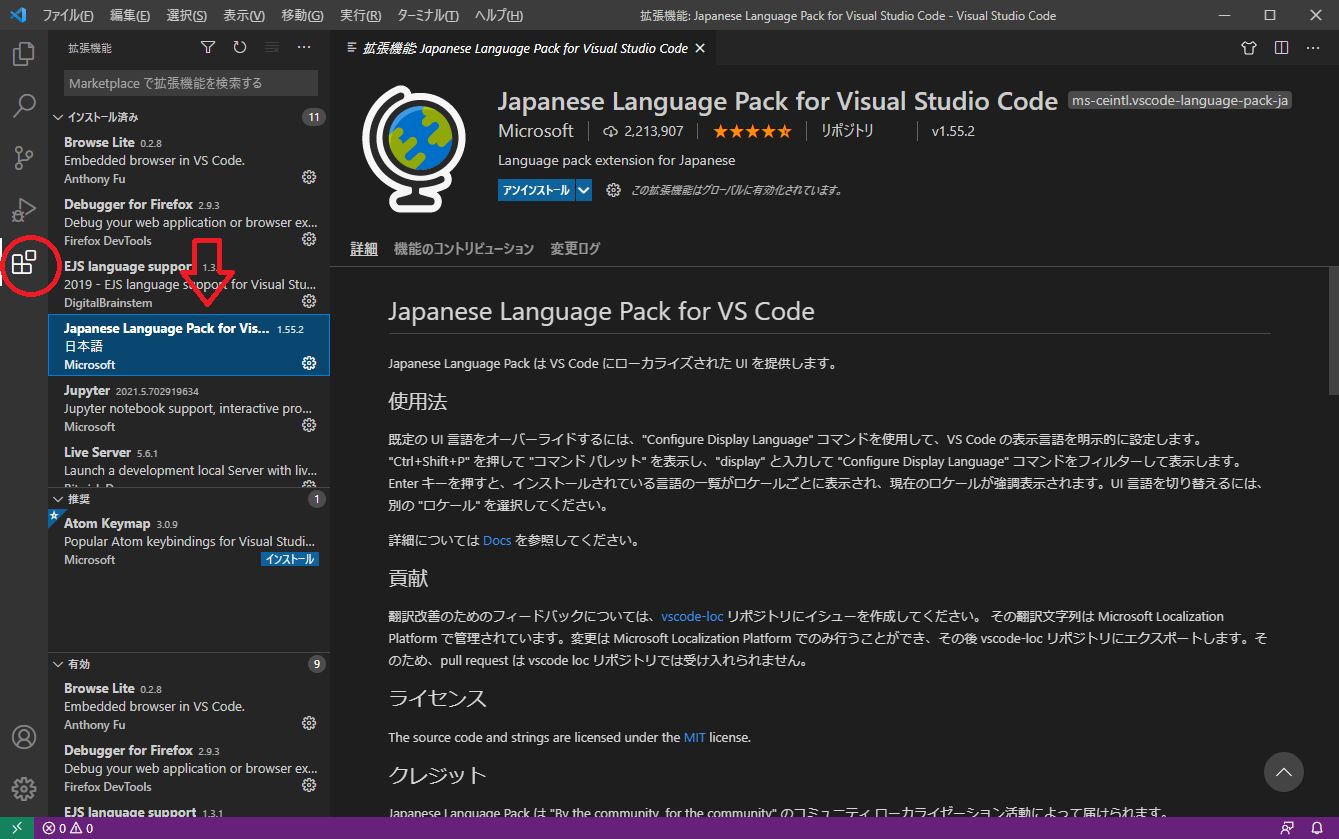 ファイル(F) 編集(E) 選択(S) 表示(V) 移動(G) 実行(R) ターミナル(T) ヘルプ(H) 拡張機能: Japanese Language Pack for Visual Studio Code - Visual Studio Code
拡張機能
Marketplace で拡張機能を検索する
インストール済み 11
Browse Lite 0.2.8
Embedded browser in VS Code.
Anthony Fu
Debugger for Firefox 2.9.3
Debug your web application or browser ex...
Firefox DevTools
EJS language support 1.3.
2019 - EJS language support for Visual Stu...
DigitalBrainstem
Japanese Language Pack for Vis... 1.55.2
日本語
Microsoft
Jupyter 2021.5.702919634
Jupyter notebook support, interactive pro...
Microsoft
Live Server 5.6.1
Launch a development local Server with liv...
推奨 1
Atom Keymap 3.0.9
Popular Atom keybindings for Visual Studi...
Microsoft インストール
有効 9
Browse Lite 0.2.8
Embedded browser in VS Code.
Anthony Fu
Debugger for Firefox 2.9.3
Debug your web application or browser ex...
Firefox DevTools
EJS language support 1.3.1
拡張機能: Japanese Language Pack for Visual Studio Code
Japanese Language Pack for Visual Studio Code ms-ceintl.vscode-language-pack-ja
Microsoft 2,213,907 リポジトリ v1.55.2
Language pack extension for Japanese
アンインストール この拡張機能はグローバルに有効化されています。
詳細 機能のコントリビューション 変更ログ
Japanese Language Pack for VS Code
Japanese Language Pack は VS Code にローカライズされた UI を提供します。
使用法
既定の UI 言語をオーバーライドするには、"Configure Display Language" コマンドを使用して、VS Code の表示言語を明示的に設定します。
"Ctrl+Shift+P" を押して "コマンド パレット" を表示し、"display" と入力して "Configure Display Language" コマンドをフィルターして表示します。
Enter キーを押すと、インストールされている言語の一覧がロケールごとに表示され、現在のロケールが強調表示されます。UI 言語を切り替えるには、
別の "ロケール" を選択してください。
詳細については Docs を参照してください。
貢献
翻訳改善のためのフィードバックについては、vscode-loc リポジトリにイシューを作成してください。 その翻訳文字列は Microsoft Localization
Platform で管理されています。変更は Microsoft Localization Platform でのみ行うことができ、その後 vscode-loc リポジトリにエクスポートします。そ
のため、pull request は vscode loc リポジトリでは受け入れられません。
ライセンス
The source code and strings are licensed under the MIT license.
クレジット
Japanese Language Pack は "By the community, for the community" のコミュニティ ローカライゼーション活動によって届けられます。
0 0